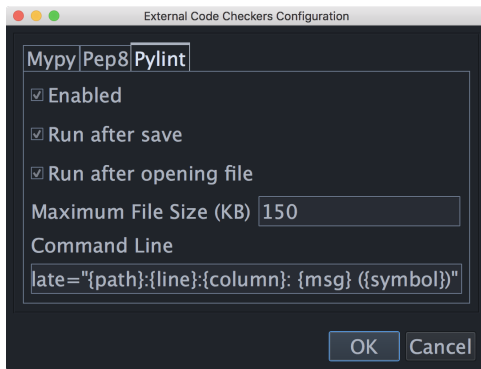 External Code Checkers Configuration
Mypy Pep8 Pylint
Enabled
Run after save
Run after opening file
Maximum File Size (KB) 150
Command Line
late="{path}:{line}:{column}: {msg} ({symbol})"
OK Cancel